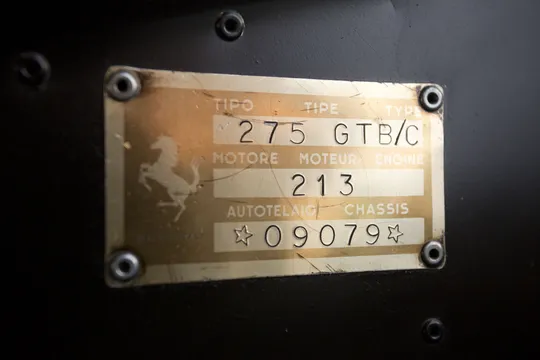 TIPO TIPE TYPE
275 GTB/C
MOTORE MOTEUR ENGINE
213
AUTOTELAIO CHASSIS
☆09079☆